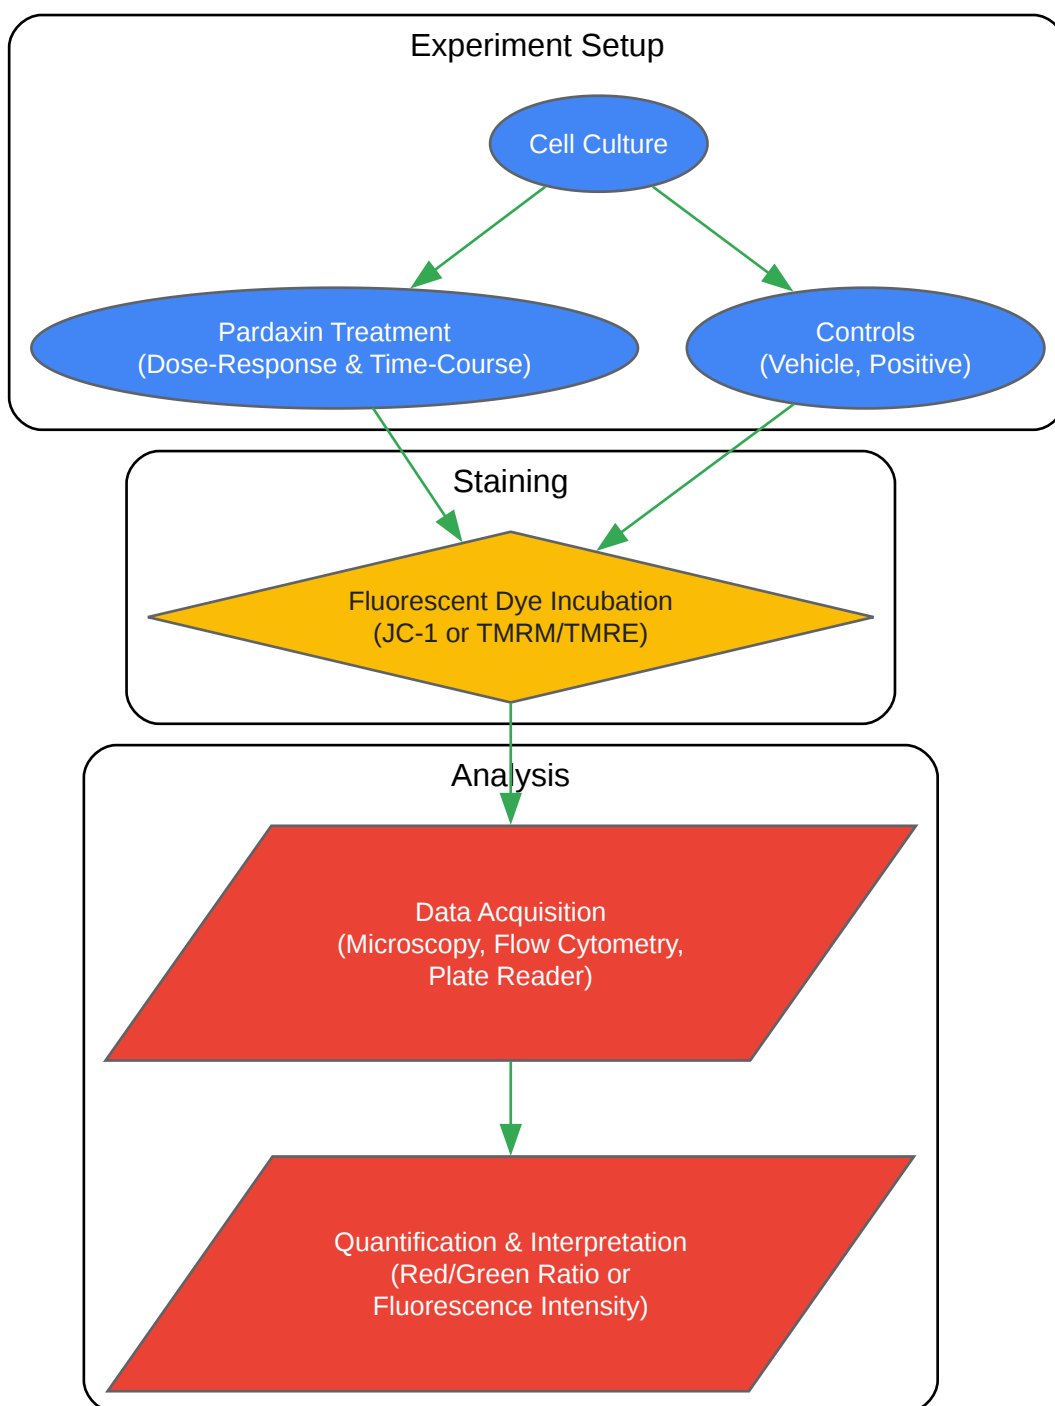 Experiment Setup
Cell Culture
Pardaxin Treatment
(Dose-Response & Time-Course)
Controls
(Vehicle, Positive)
Staining
Fluorescent Dye Incubation
(JC-1 or TMRM/TMRE)
Analysis
Data Acquisition
(Microscopy, Flow Cytometry,
Plate Reader)
Quantification & Interpretation
(Red/Green Ratio or
Fluorescence Intensity)